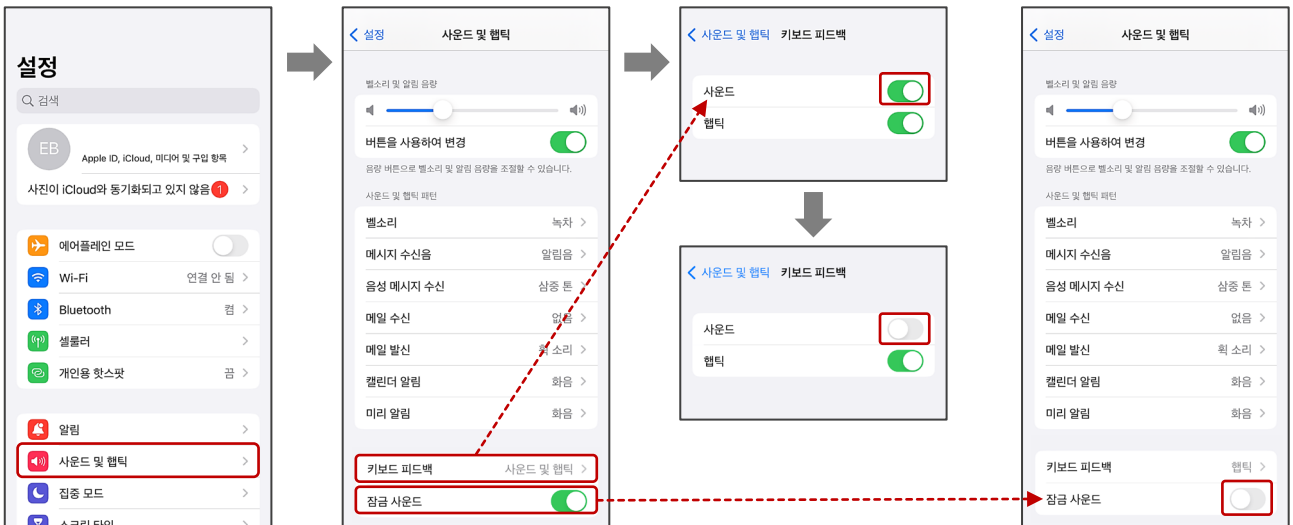 설정
검색
EB
Apple ID, iCloud, 미디어 및 구입 항목
사진이 iCloud와 동기화되고 있지 않음 1
에어플레인 모드
Wi-Fi 연결 안 됨
Bluetooth 켬
셀룰러
개인용 핫스팟 끔
알림
사운드 및 햅틱
집중 모드
스크린 타임
설정 사운드 및 햅틱
벨소리 및 알림 음량
버튼을 사용하여 변경
음량 버튼으로 벨소리 및 알림 음량을 조절할 수 있습니다.
사운드 및 햅틱 패턴
벨소리 녹차
메시지 수신음 알림음
음성 메시지 수신 삼중 톤
메일 수신 없음
메일 발신 휙 소리
캘린더 알림 화음
미리 알림 화음
키보드 피드백 사운드 및 햅틱
잠금 사운드
사운드 및 햅틱 키보드 피드백
사운드
햅틱
사운드 및 햅틱 키보드 피드백
사운드
햅틱
설정 사운드 및 햅틱
벨소리 및 알림 음량
버튼을 사용하여 변경
음량 버튼으로 벨소리 및 알림 음량을 조절할 수 있습니다.
사운드 및 햅틱 패턴
벨소리 녹차
메시지 수신음 알림음
음성 메시지 수신 삼중 톤
메일 수신 없음
메일 발신 휙 소리
캘린더 알림 화음
미리 알림 화음
키보드 피드백 햅틱
잠금 사운드